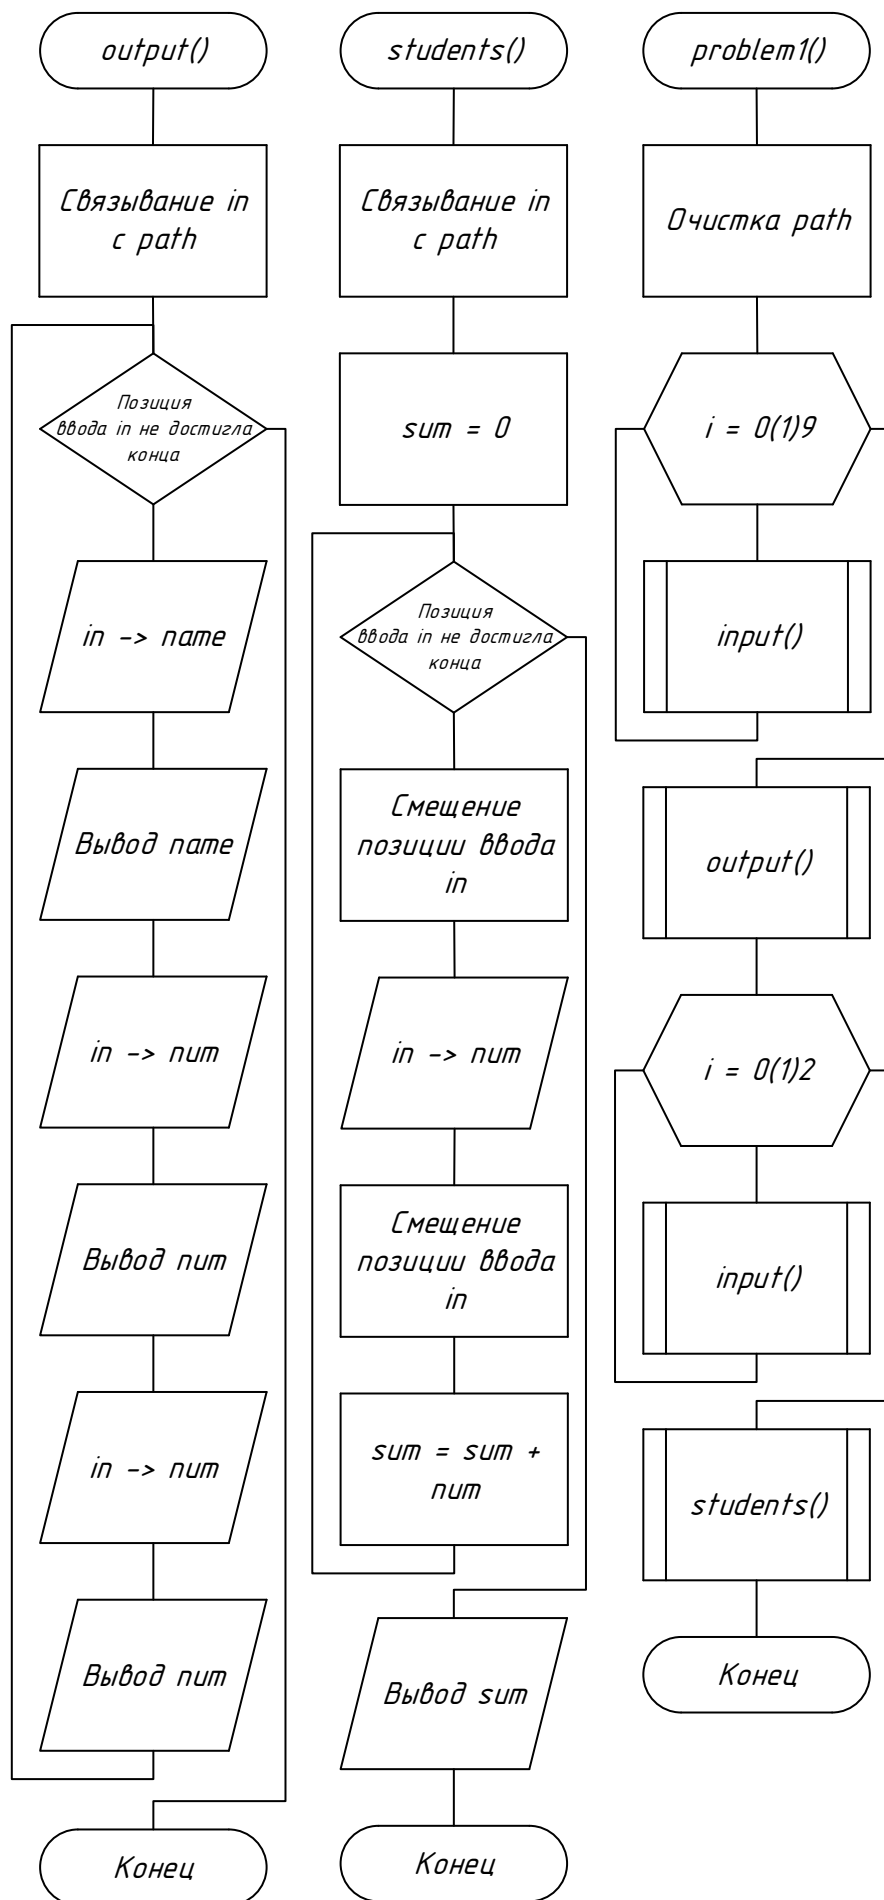 output()
Связывание in
с path
Позиция
ввода in не достигла
конца
in -> name
Вывод name
in -> num
Вывод num
in -> num
Вывод num
Конец
students()
Связывание in
с path
sum = 0
Позиция
ввода in не достигла
конца
Смещение
позиции ввода
in
in -> num
Смещение
позиции ввода
in
sum = sum +
num
Вывод sum
Конец
problem1()
Очистка path
i = 0(1)9
input()
output()
i = 0(1)2
input()
students()
Конец